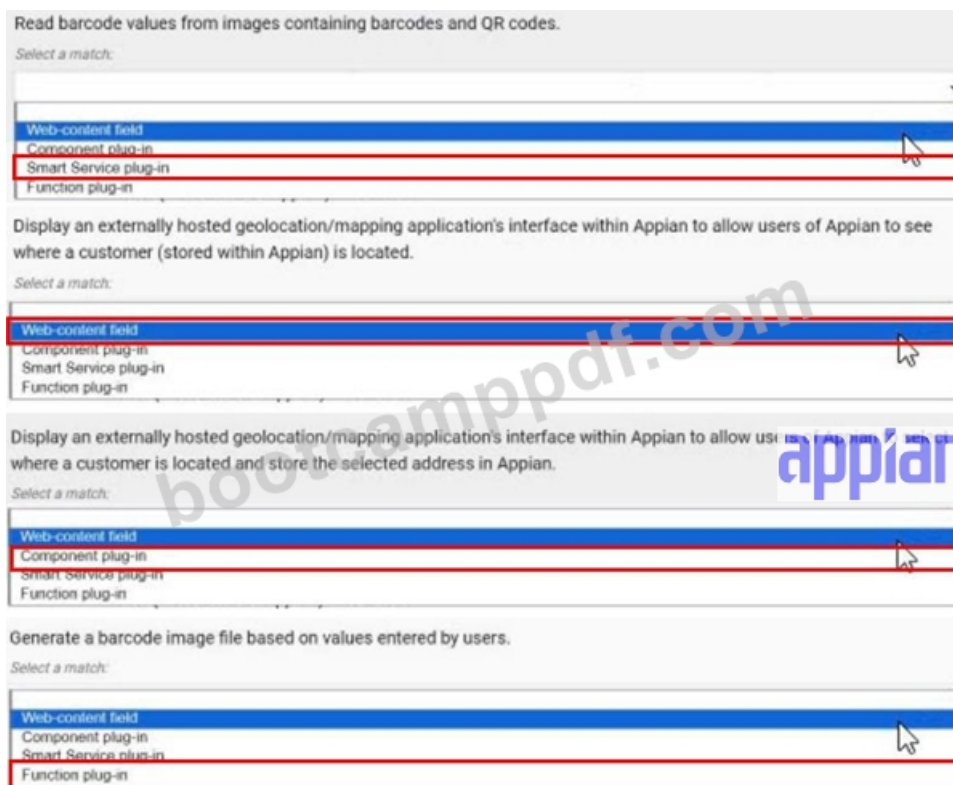 Read barcode values from images containing barcodes and QR codes.
Select a match:
Web-content field
Component plug-in
Smart Service plug-in
Function plug-in
Display an externally hosted geolocation/mapping application's interface within Appian to allow users of Appian to see
where a customer (stored within Appian) is located.
Select a match:
Web-content field
Component plug-in
Smart Service plug-in
Function plug-in
Display an externally hosted geolocation/mapping application's interface within Appian to allow users of Appian to select
where a customer is located and store the selected address in Appian.
appian
Select a match:
Web-content field
Component plug-in
Smart Service plug-in
Function plug-in
Generate a barcode image file based on values entered by users.
Select a match:
Web-content field
Component plug-in
Smart Service plug-in
Function plug-in
bootcamppdf.com